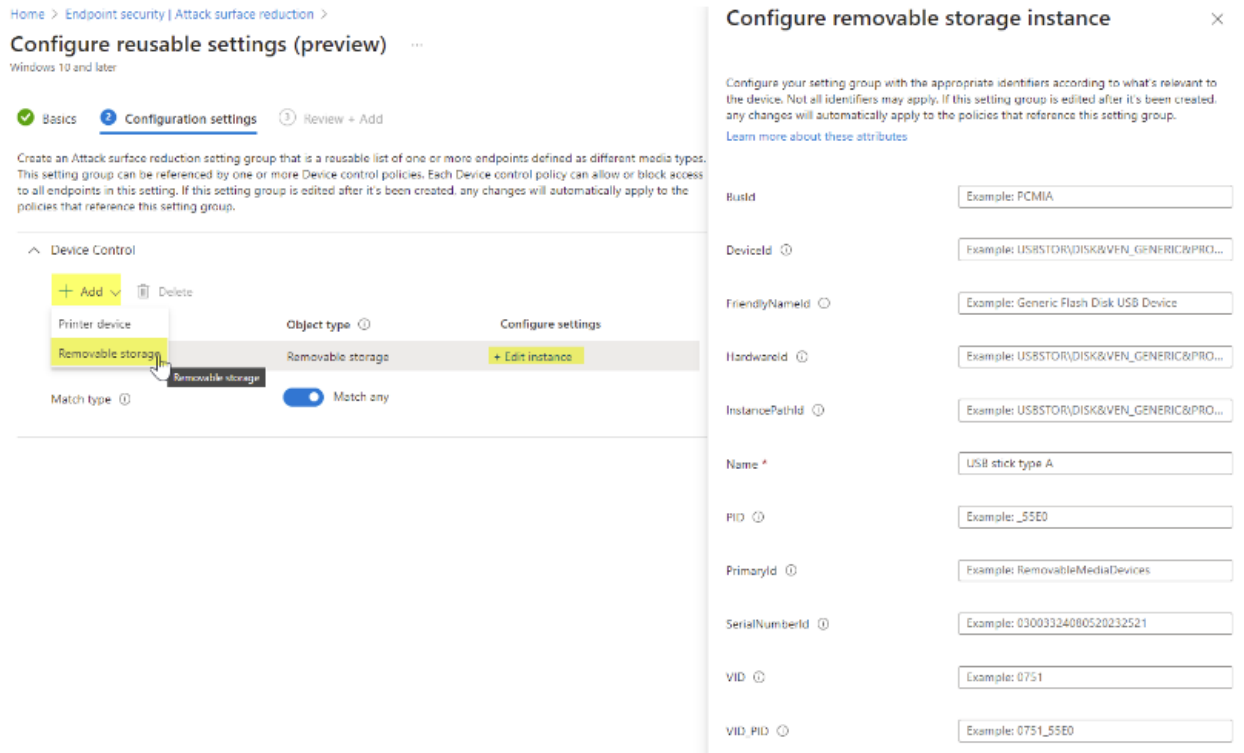 Home > Endpoint security | Attack surface reduction >
Configure reusable settings (preview) ...
Windows 10 and later
Basics
2 Configuration settings
3 Review + Add
Create an Attack surface reduction setting group that is a reusable list of one or more endpoints defined as different media types.
This setting group can be referenced by one or more Device control policies. Each Device control policy can allow or block access
to all endpoints in this setting. If this setting group is edited after it's been created, any changes will automatically apply to the
policies that reference this setting group.
Device Control
+ Add
Delete
Printer device
Object type
Configure settings
Removable storage
Removable storage
+ Edit instance
Removable storage
Match type
Match any
Configure removable storage instance
Configure your setting group with the appropriate identifiers according to what's relevant to
the device. Not all identifiers may apply. If this setting group is edited after it's been created,
any changes will automatically apply to the policies that reference this setting group.
Learn more about these attributes
BusId
Example: PCMIA
DeviceId
Example: USBSTOR\DISK&VEN_GENERIC&PRO...
FriendlyNameId
Example: Generic Flash Disk USB Device
HardwareId
Example: USBSTOR\DISK&VEN_GENERIC&PRO...
InstancePathId
Example: USBSTOR\DISK&VEN_GENERIC&PRO...
Name *
USB stick type A
PID
Example: _55E0
PrimaryId
Example: RemovableMediaDevices
SerialNumberId
Example: 03003324080520232521
VID
Example: 0751
VID_PID
Example: 0751_55E0